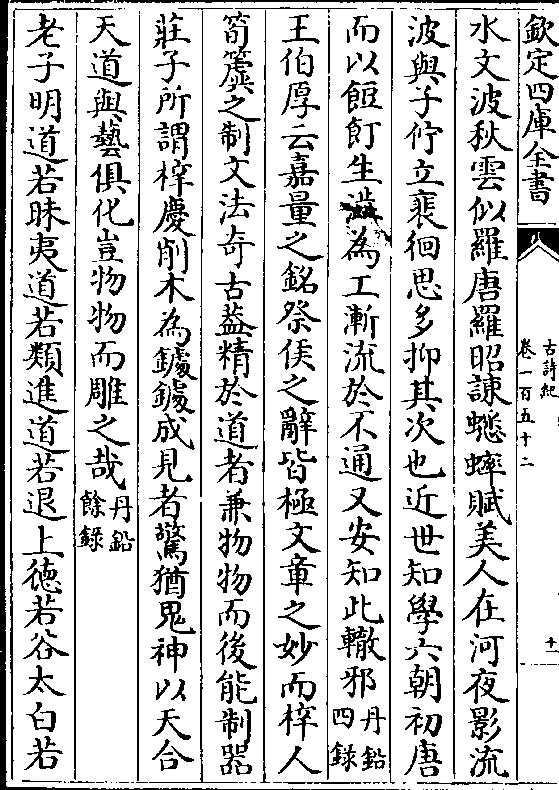 欽定四庫全書
古詩紀
卷一百五十二
十
水文波秋雲似羅唐羅昭諫蟋蟀賦美人在河夜影流
波與子佇立裴徊思多抑其次也近世知學六朝初唐
而以餖飣生澁為工漸流於不通又安知此轍邪丹鉛四錄
王伯厚云嘉量之銘祭侯之辭皆極文章之妙而梓人
筍簴之制文法奇古葢精於道者兼物物而後能制器
莊子所謂梓慶削木為鐻鐻成見者驚猶鬼神以天合
天道與藝俱化豈物物而雕之哉丹鉛餘錄
老子明道若昧夷道若類進道若退上德若谷太白若